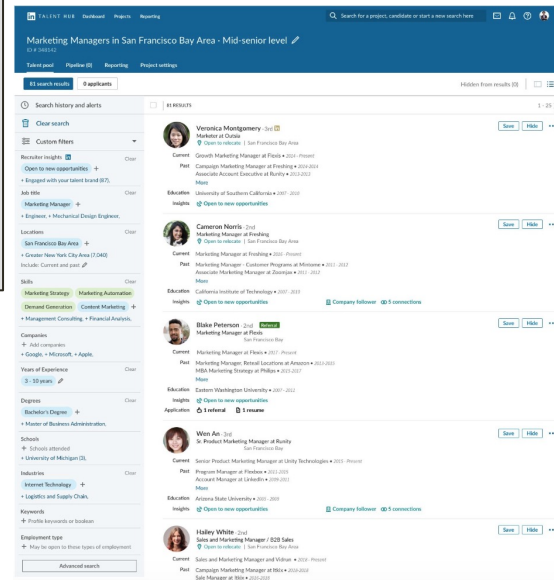 in TALENT HUB Dashboard Projects Reporting
Search for a project, candidate or start a new search here
Marketing Managers in San Francisco Bay Area - Mid-senior level
ID # 388142
Talent pool Pipeline (0) Reporting Project settings
81 search results 0 applicants
Hidden from results (0)
Search history and alerts
Clear search
Custom filters
Recruiter insights in Clear
Open to new opportunities +
+ Engaged with your talent brand (87),
Job title Clear
Marketing Manager +
+ Engineer, + Mechanical Design Engineer,
Locations Clear
San Francisco Bay Area +
+ Greater New York City Area (7,040)
Include: Current and past
Skills Clear
Marketing Strategy Marketing Automation
Demand Generation Content Marketing +
+ Management Consulting, + Financial Analysis,
Companies
+ Add companies
+ Google, + Microsoft, + Apple,
Years of Experience Clear
3 - 10 years
Degrees Clear
Bachelor's Degree +
+ Master of Business Administration,
Schools
+ Schools attended
+ University of Michigan (3),
Industries Clear
Internet Technology +
+ Logistics and Supply Chain,
Keywords
+ Profile keywords or boolean
Employment type
+ May be open to these types of employment
Advanced search
81 RESULTS 1 - 25
Veronica Montgomery · 3rd in
Save Hide
Marketer at Outsia
Open to relocate | San Francisco Bay Area
Current Growth Marketing Manager at Flexis • 2014 - Present
Past Campaign Marketing Manager at Freshing • 2014-2014
Associate Account Executive at Runity • 2013-2013
More
Education University of Southern California • 2007 - 2010
Insights Open to new opportunities
Cameron Norris · 2nd
Save Hide
Marketing Manager at Freshing
Open to relocate | San Francisco Bay Area
Current Marketing Manager at Freshing • 2016 - Present
Past Marketing Manager - Customer Programs at Miniome • 2011 - 2012
Associate Marketing Manager at Zoomjax • 2011 - 2012
More
Education California Institute of Technology • 2007 - 2010
Insights Open to new opportunities Company follower 5 connections
Blake Peterson · 2nd Referral
Save Hide
Marketing Manager at Flexis
San Francisco Bay
Current Marketing Manager at Flexis • 2017 - Present
Past Marketing Manager, Reteail Locations at Amazon • 2013-2015
MBA Marketing Strategy at Philips • 2015-2017
More
Education Eastern Washington University • 2007 - 2012
Insights Open to new opportunities
Application 1 referral 1 resume
Wen An · 3rd
Save Hide
Sr. Product Marketing Manager at Runity
San Francisco Bay
Current Senior Product Marketing Manager at Unity Technologies • 2013 - Present
Past Program Manager at Flexbox • 2011-2015
Account Manager at LinkedIn • 2009-2011
More
Education Arizona State University • 2005 - 2009
Insights Open to new opportunities Company follower 5 connections
Hailey White · 2nd
Save Hide
Sales and Marketing Manager / B2B Sales
Open to relocate | San Francisco Bay Area
Current Sales and Marketing Manager and Vidnut • 2018 - Present
Past Campaign Marketing Manager at Itsix • 2016-2018
Sale Manager at Itsix • 2016-2018